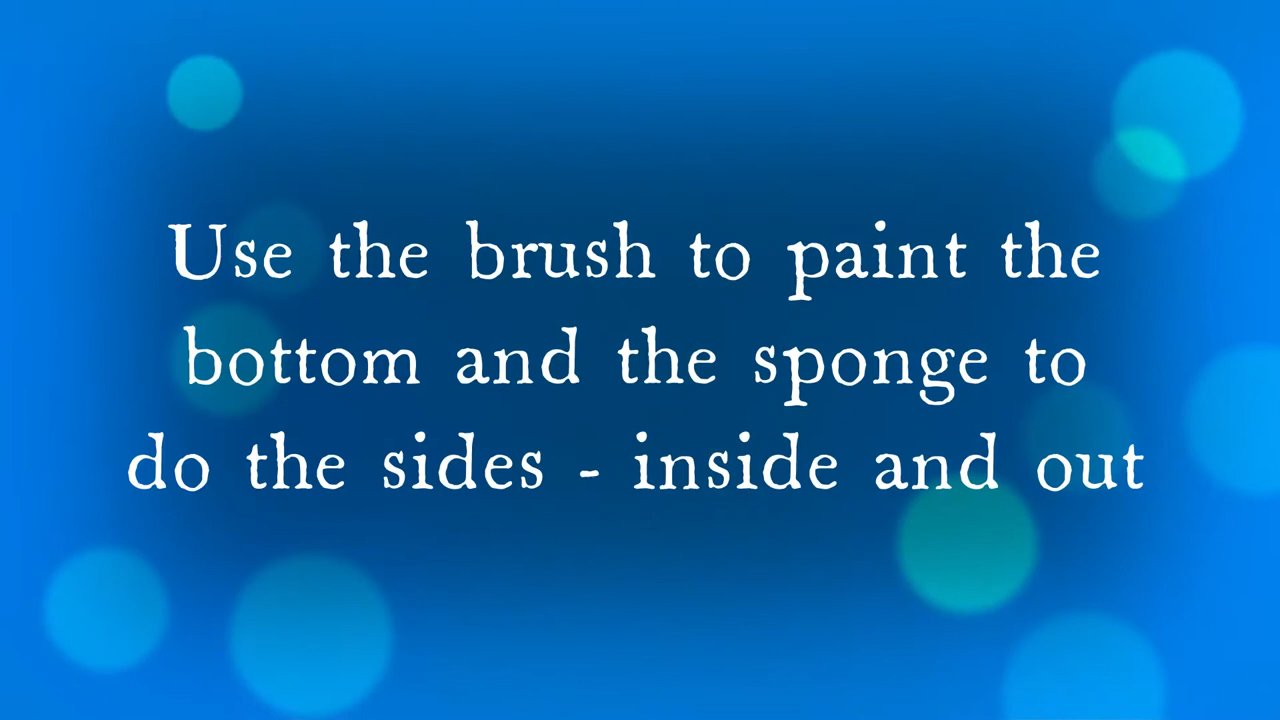 Use the brush to paint the
bottom and the sponge to
do the sides - inside and out